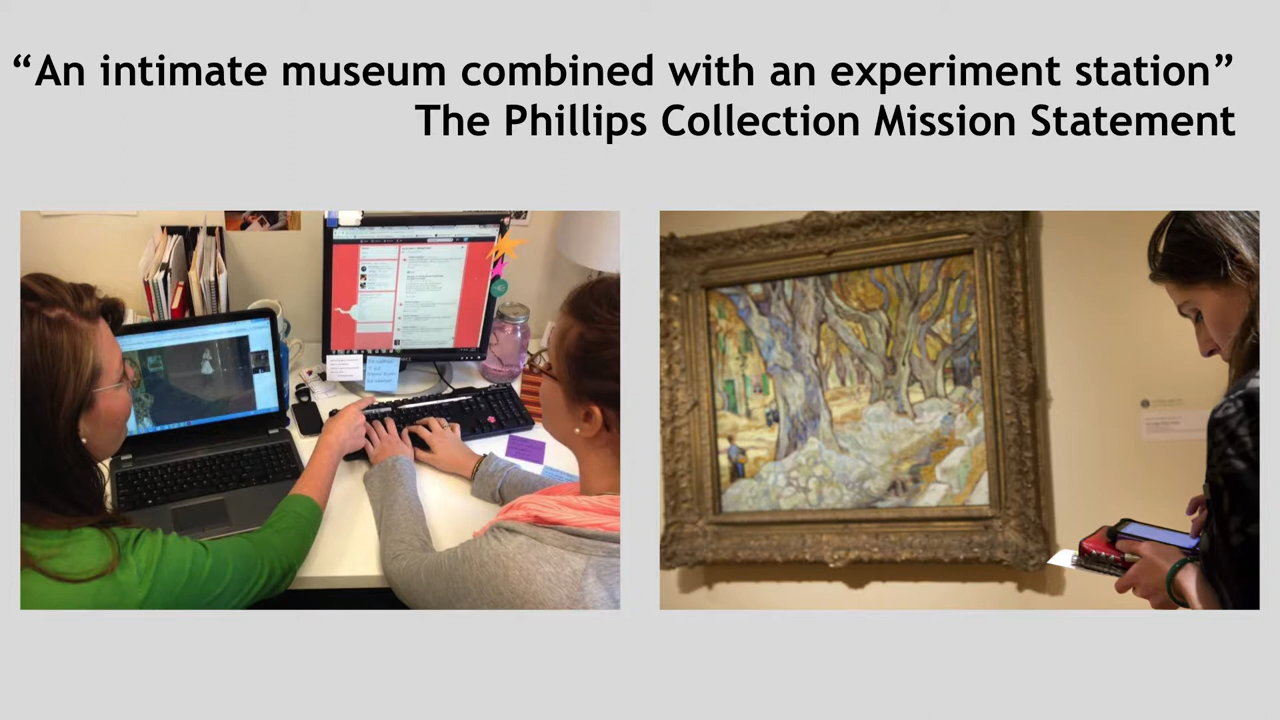 “An intimate museum combined with an experiment station”
The Phillips Collection Mission Statement